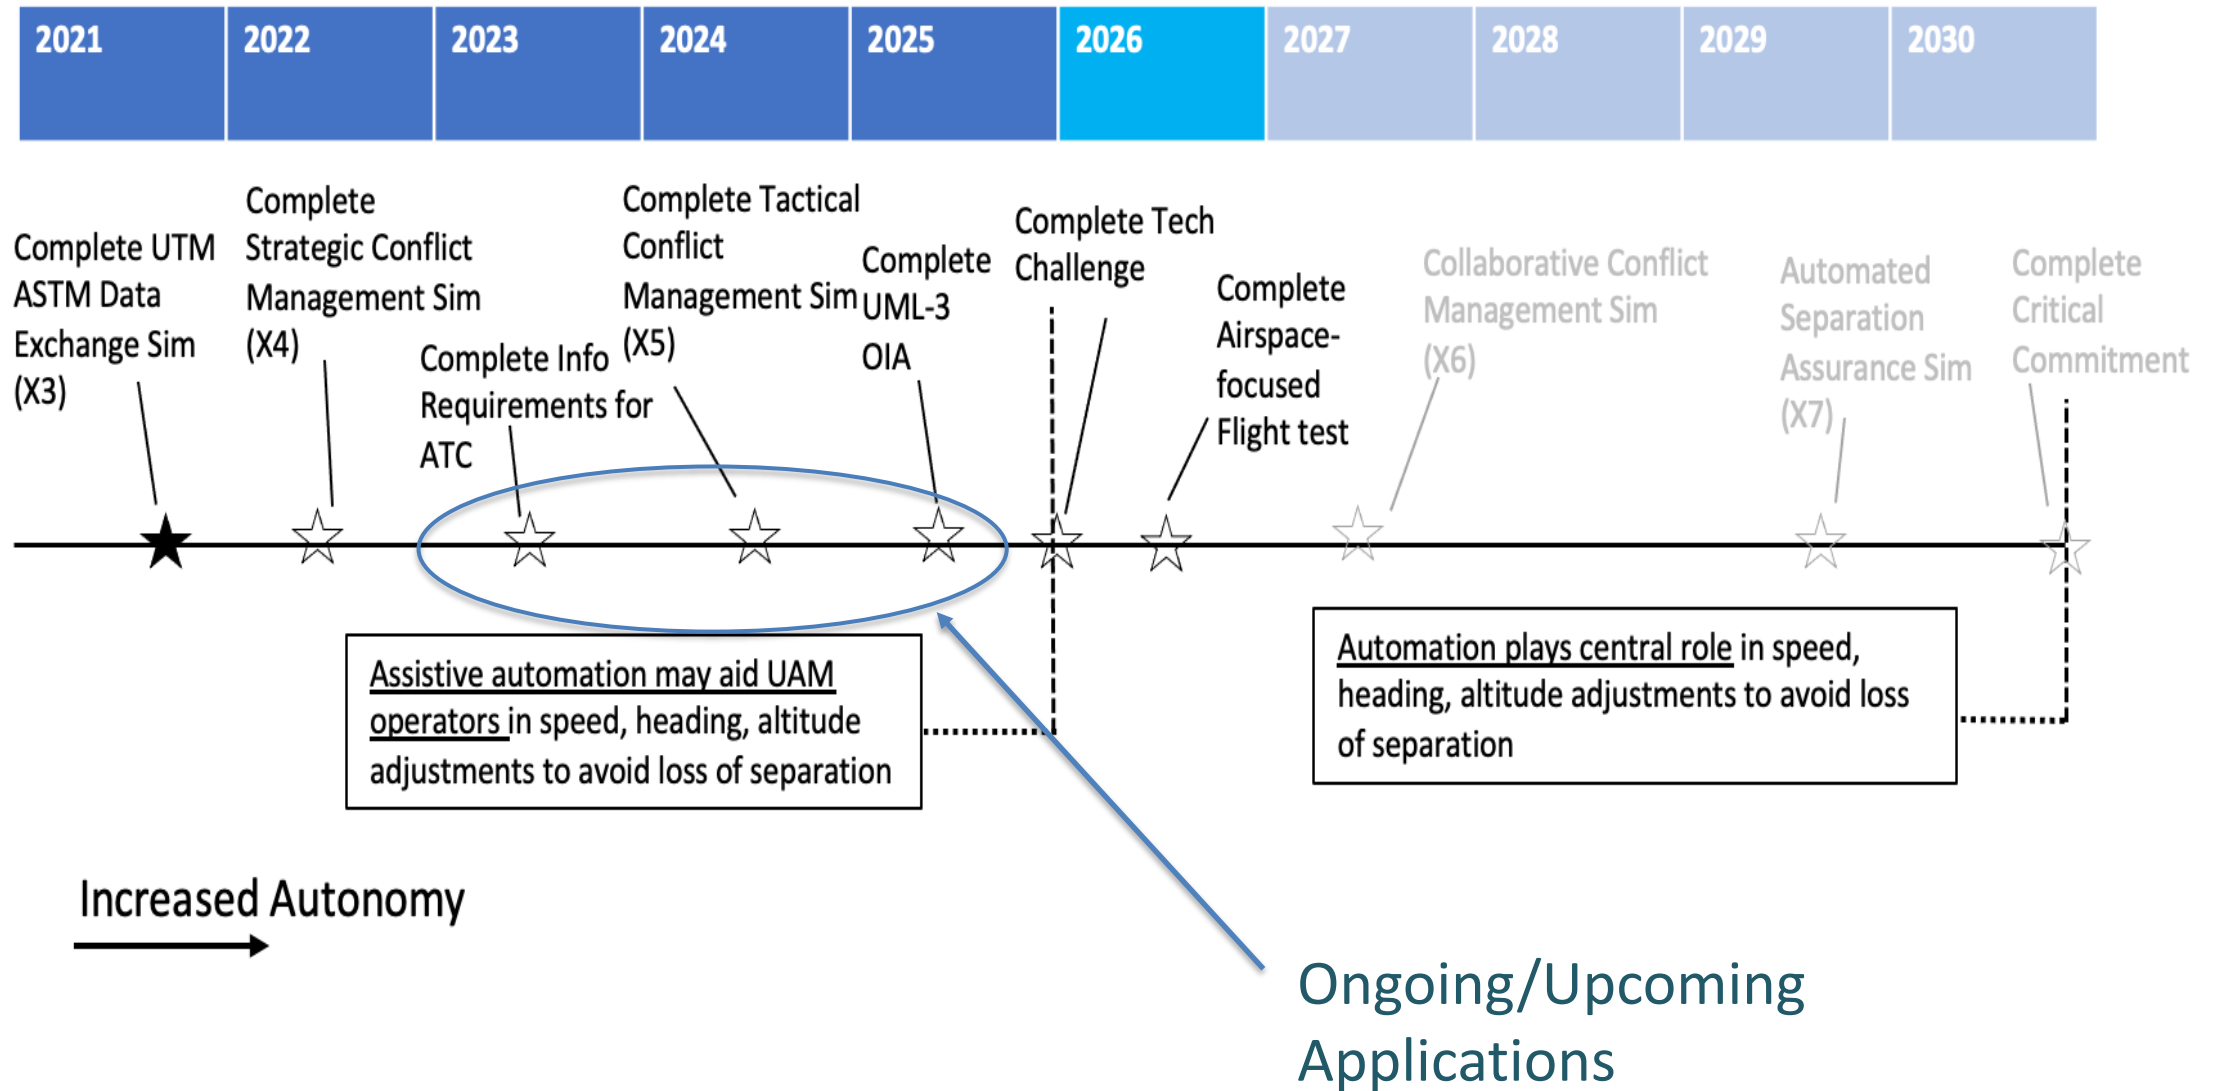 2021
2022
2023
2024
2025
2026
2027
2028
2029
2030
Complete UTM
ASTM Data
Exchange Sim
(X3)
Complete
Strategic Conflict
Management Sim
(X4)
Complete Info
Requirements for
ATC
Complete Tactical
Conflict
Management Sim
(X5)
Complete
UML-3
OIA
Complete Tech
Challenge
Complete
Airspace-
focused
Flight test
Collaborative Conflict
Management Sim
(X6)
Automated
Separation
Assurance Sim
(X7)
Complete
Critical
Commitment
Assistive automation may aid UAM
operators in speed, heading, altitude
adjustments to avoid loss of separation
Automation plays central role in speed,
heading, altitude adjustments to avoid loss
of separation
Increased Autonomy
Ongoing/Upcoming
Applications